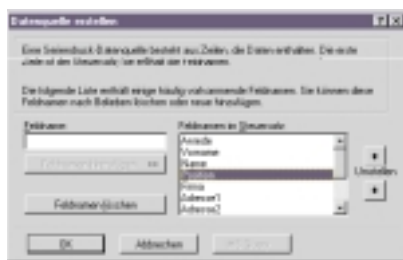 Datenquelle erstellen
Eine Seriendruck-Datenquelle besteht aus Zeilen, die Daten enthalten. Die erste
Zeile ist der Steuersatz; sie enthält die Feldnamen.
Die folgende Liste enthält einige häufig vorkommende Feldnamen. Sie können diese
Feldnamen nach Belieben löschen oder neue hinzufügen.
Feldname:
Feldnamen im Steuersatz:
Anrede
Vorname
Name
Position
Firma
Adresse1
Adresse2
Umstellen
Feldnamen löschen
OK
Abbrechen